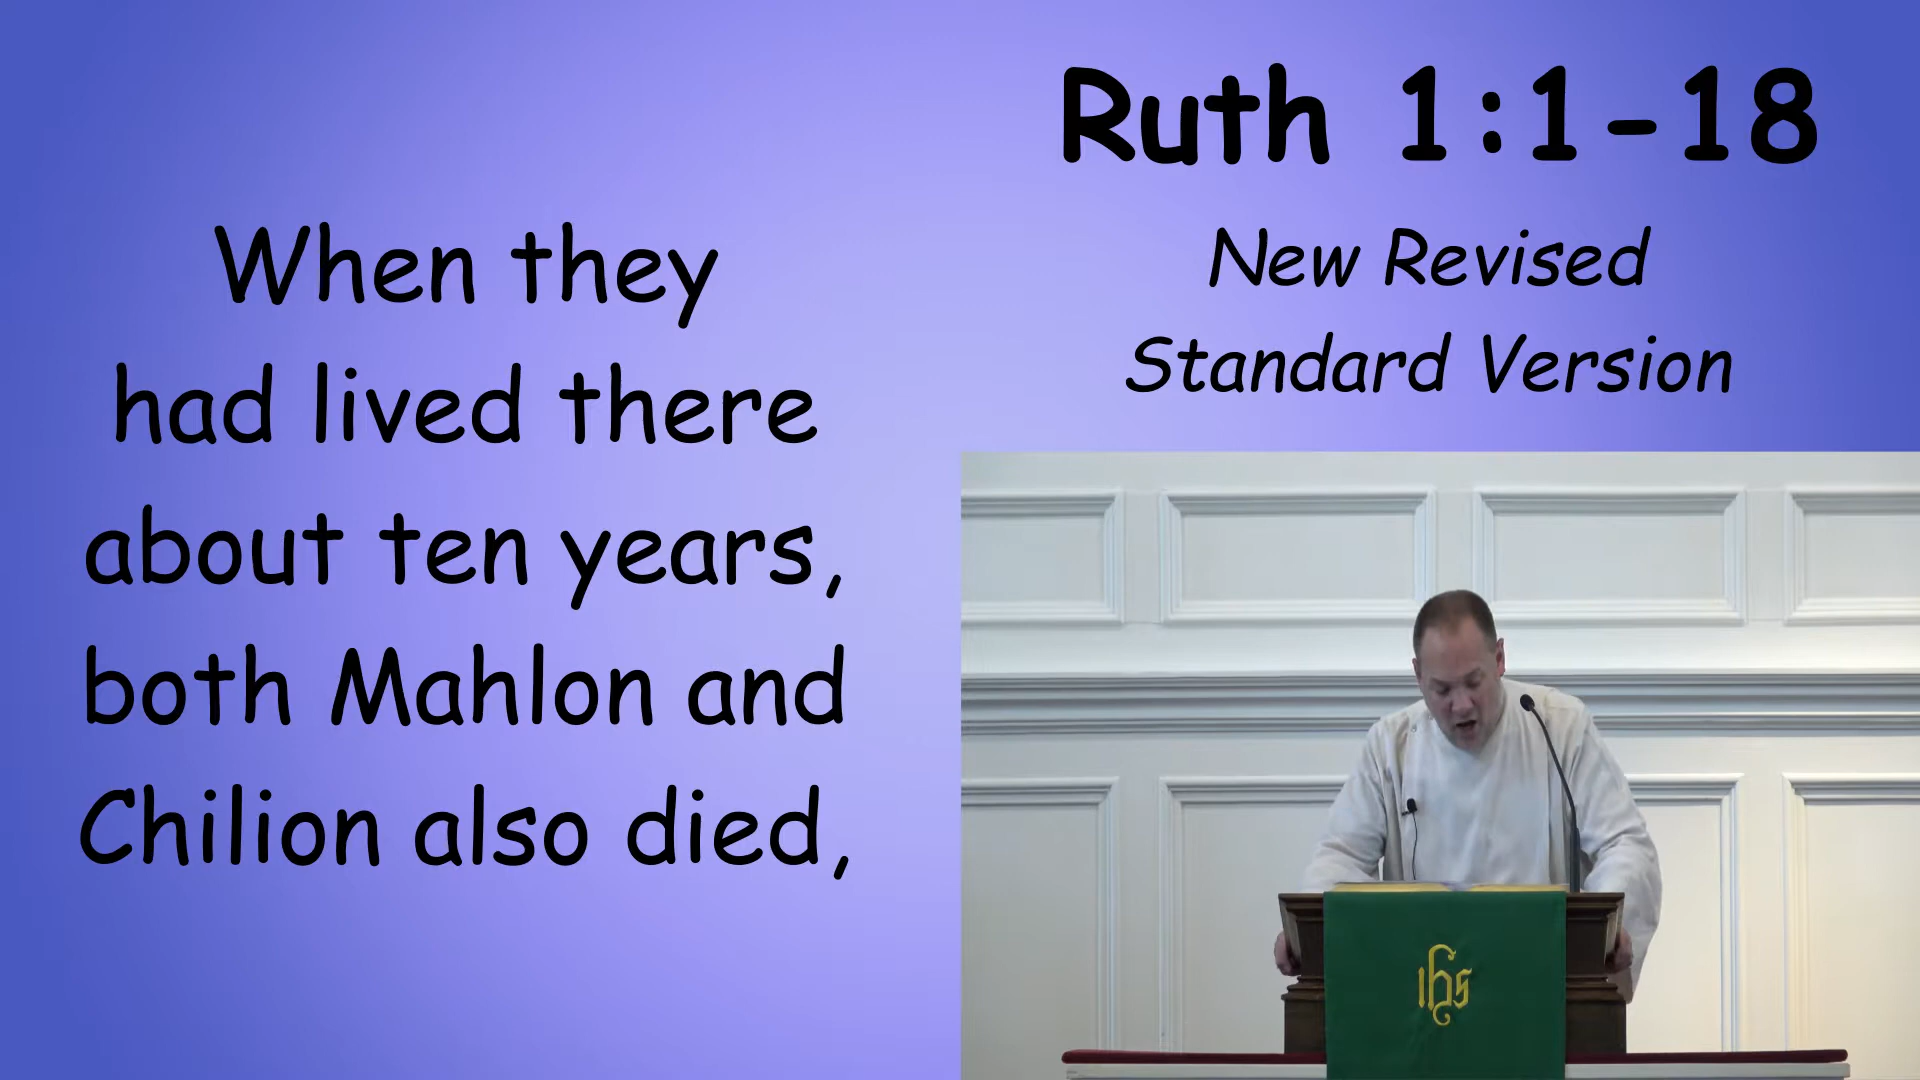 Ruth 1:1-18
New Revised
Standard Version
When they
had lived there
about ten years,
both Mahlon and
Chilion also died,
ihs